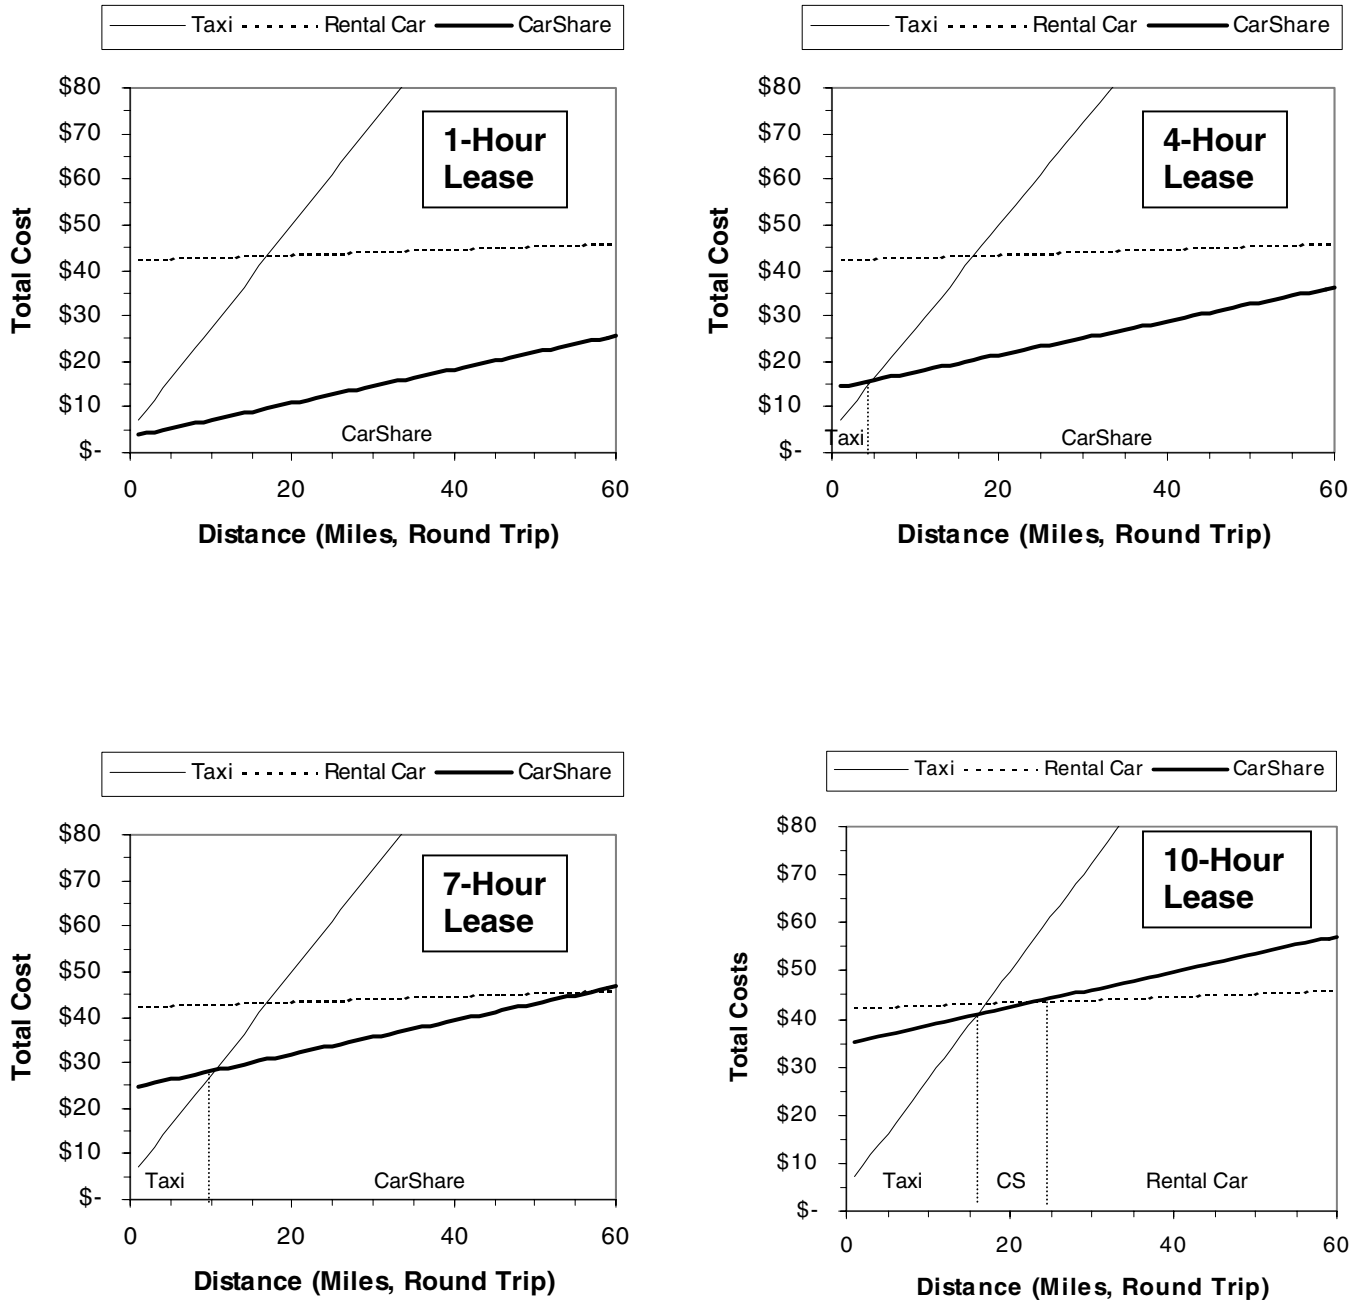 Taxi Rental Car CarShare
$80
$70
$60
$50
$40
$30
$20
$10
$-
Total Cost
1-Hour
Lease
CarShare
0 20 40 60
Distance (Miles, Round Trip)
Taxi Rental Car CarShare
$80
$70
$60
$50
$40
$30
$20
$10
$-
Total Cost
4-Hour
Lease
Taxi CarShare
0 20 40 60
Distance (Miles, Round Trip)
Taxi Rental Car CarShare
$80
$70
$60
$50
$40
$30
$20
$10
$-
Total Cost
7-Hour
Lease
Taxi CarShare
0 20 40 60
Distance (Miles, Round Trip)
Taxi Rental Car CarShare
$80
$70
$60
$50
$40
$30
$20
$10
$-
Total Costs
10-Hour
Lease
Taxi CS Rental Car
0 20 40 60
Distance (Miles, Round Trip)